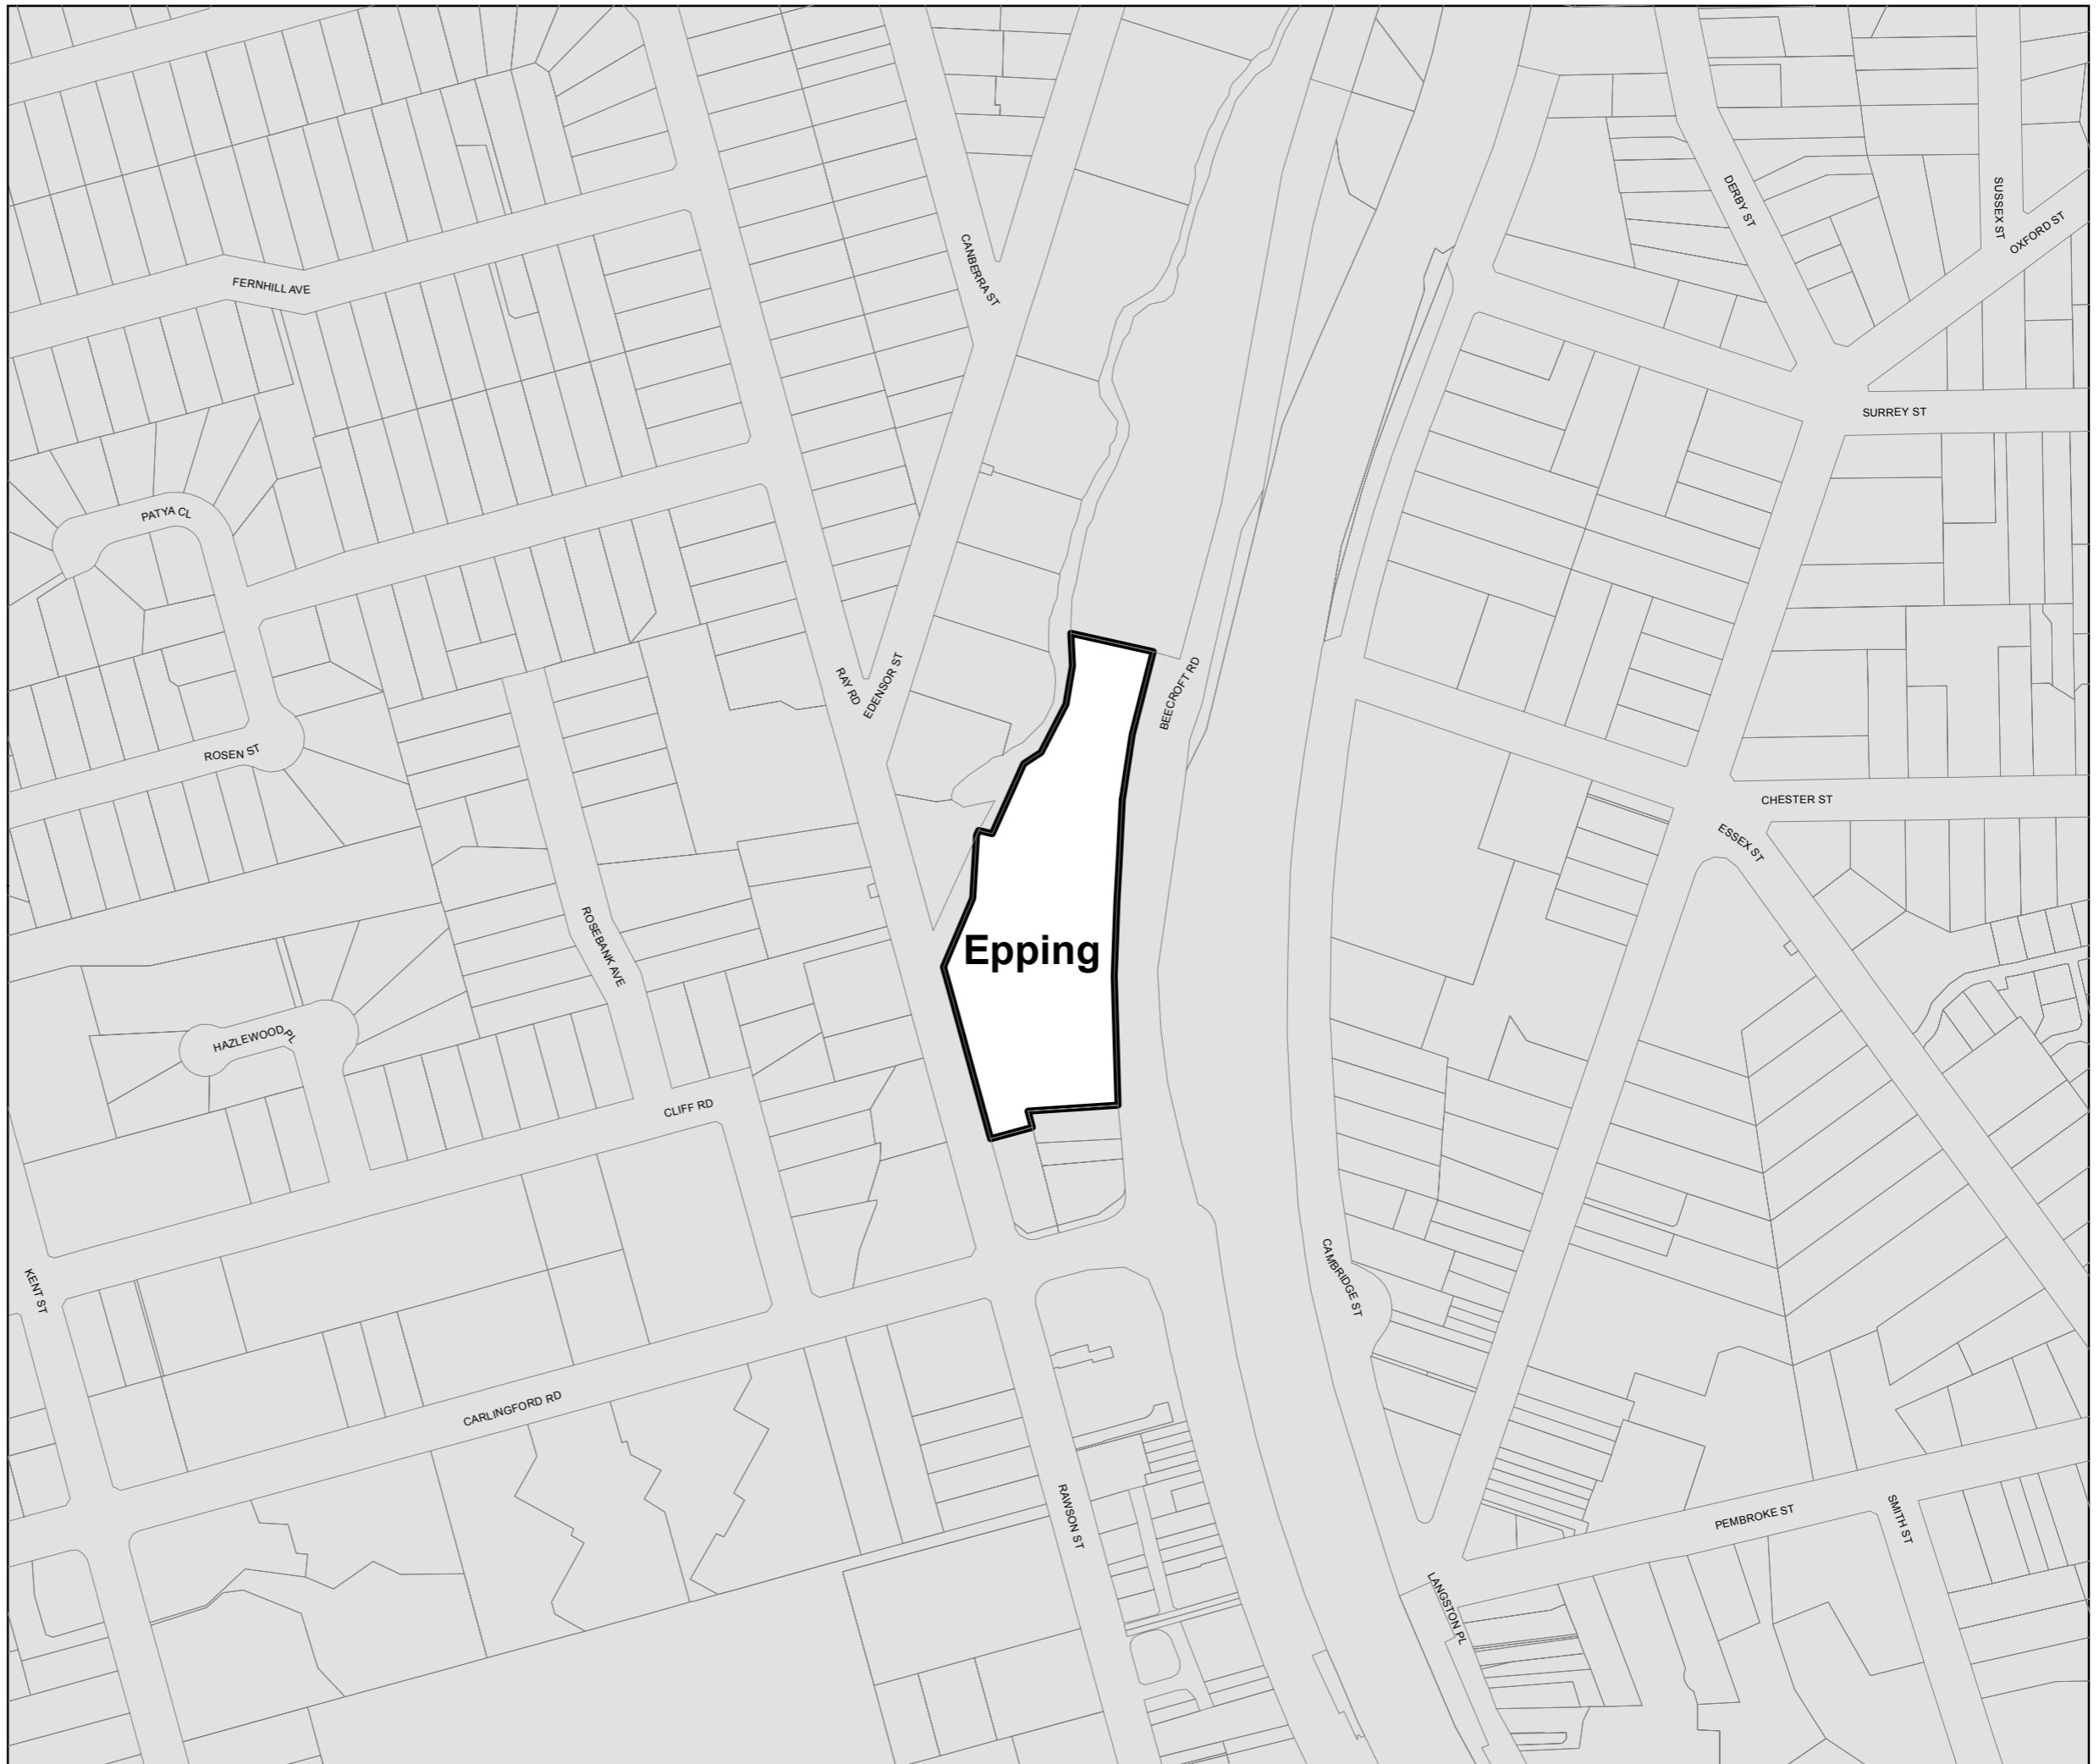 SUSSEX ST
DERBY ST
OXFORD ST
CANBERRA ST
FERNHILL AVE
SURREY ST
PATYA CL
RAY RD
EDENSOR ST
BEECROFT RD
ROSEN ST
CHESTER ST
ESSEX ST
ROSEBANK AVE
Epping
HAZLEWOOD PL
CLIFF RD
KENT ST
CAMBRIDGE ST
CARLINGFORD RD
RAWSON ST
PEMBROKE ST
SMITH ST
LANGSTON PL